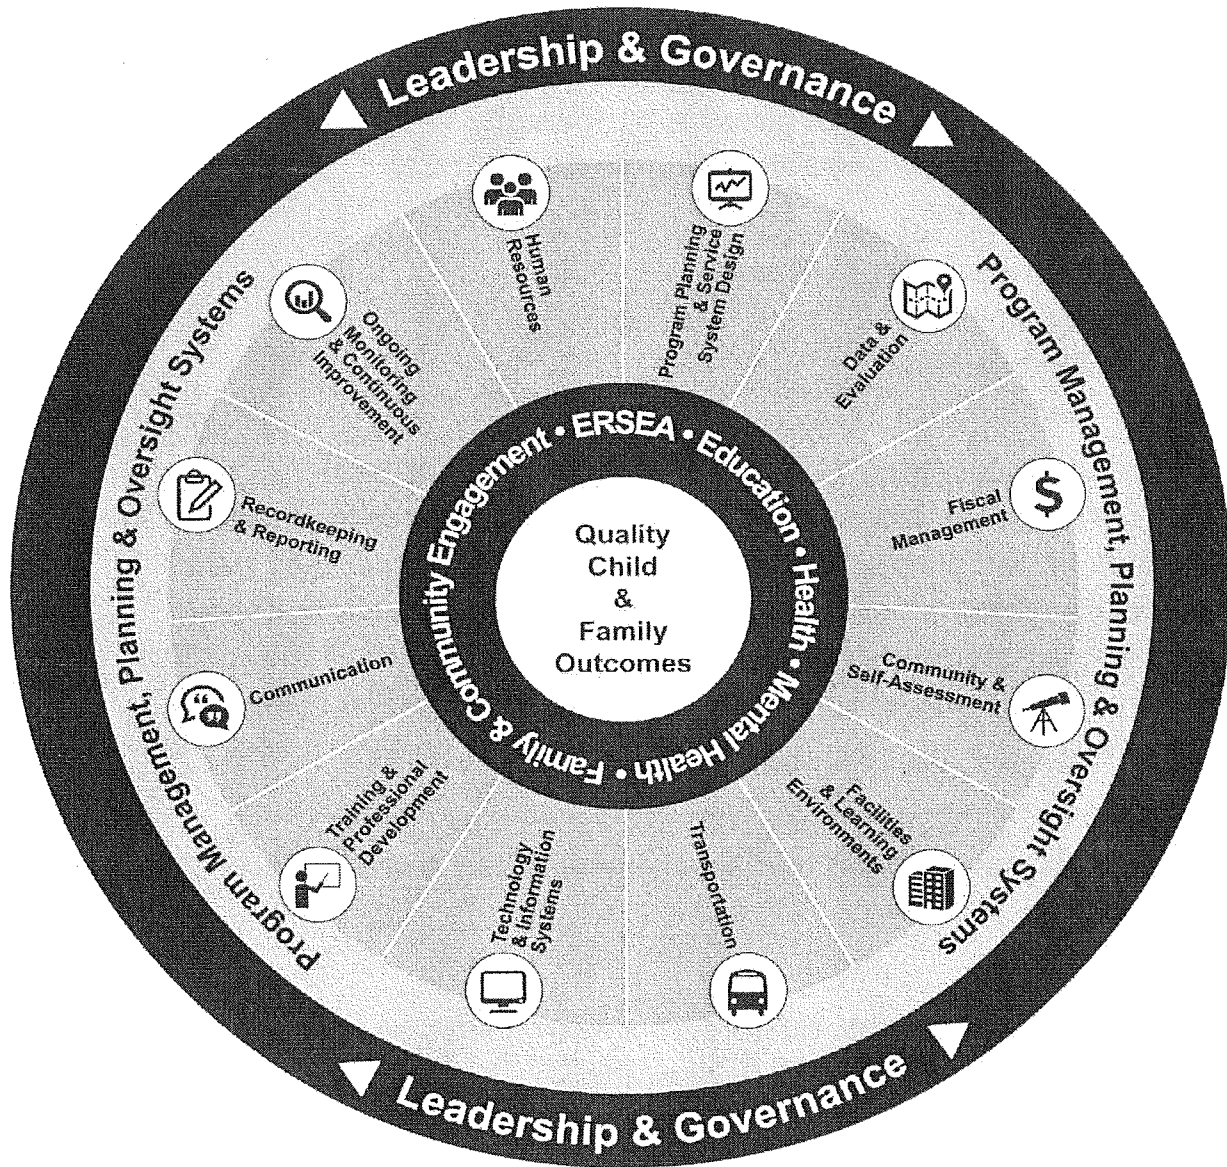 Leadership & Governance
Program Management, Planning & Oversight Systems
Program Planning
& Service
System Design
Data &
Evaluation
Fiscal
Management
Community &
Self-Assessment
Facilities
& Learning
Environments
Transportation
Technology
& Information
Systems
Training &
Professional
Development
Communication
Recordkeeping
& Reporting
Ongoing
Monitoring
& Continuous
Improvement
Human
Resources
ERSEA • Education • Health • Mental Health • Family & Community Engagement •
Quality
Child
&
Family
Outcomes
Program Management, Planning & Oversight Systems
Leadership & Governance